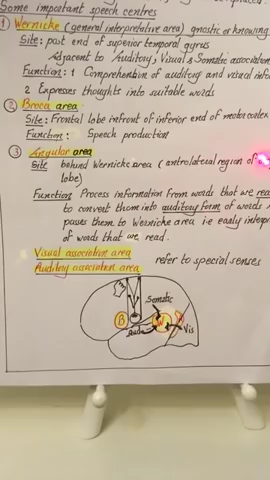 Some important speech centres
① Wernicke (general interpretative area) gnostic or knowing
Site: post end of superior temporal gyrus
Adjacent to Auditory, Visual & Somatic association
Function: 1 Comprehension of auditory and visual info
2 Expresses thoughts into suitable words
② Broca area
Site: Frontal lobe infront of inferior end of motor cortex
Function: Speech production
③ Angular area
Site behind Wernicke area (antrolateral region of
lobe)
Function Process information from words that we rea
to convert them into auditory form of words
passes them to Wernicke area i.e early interp
of words that we read.
Visual association area
Auditory association area
refer to special senses
Somatic
B
W
Vis